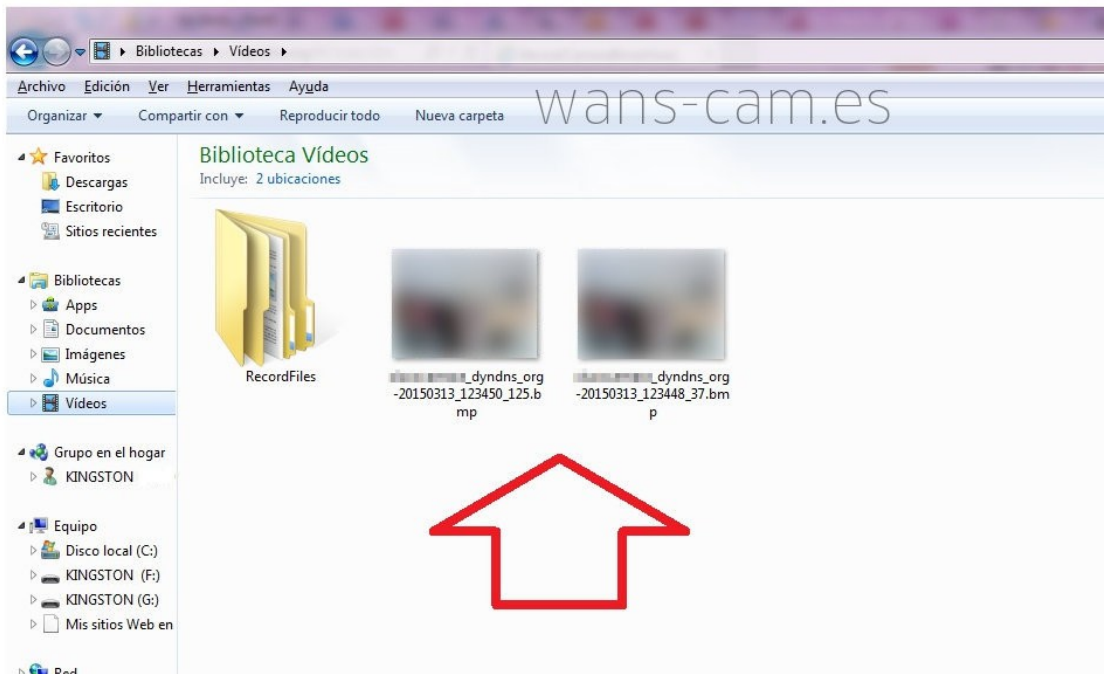 Bibliotecas Vídeos
Archivo Edición Ver Herramientas Ayuda
wans-cam.es
Organizar Compartir con Reproducir todo Nueva carpeta
Favoritos
Descargas
Escritorio
Sitios recientes
Bibliotecas
Apps
Documentos
Imágenes
Música
Vídeos
Grupo en el hogar
KINGSTON
Equipo
Disco local (C:)
KINGSTON (F:)
KINGSTON (G:)
Mis sitios Web en
Red
Biblioteca Vídeos
Incluye: 2 ubicaciones
RecordFiles
_dyndns_org
-20150313_123450_125.b
mp
_dyndns_org
-20150313_123448_37.bm
p